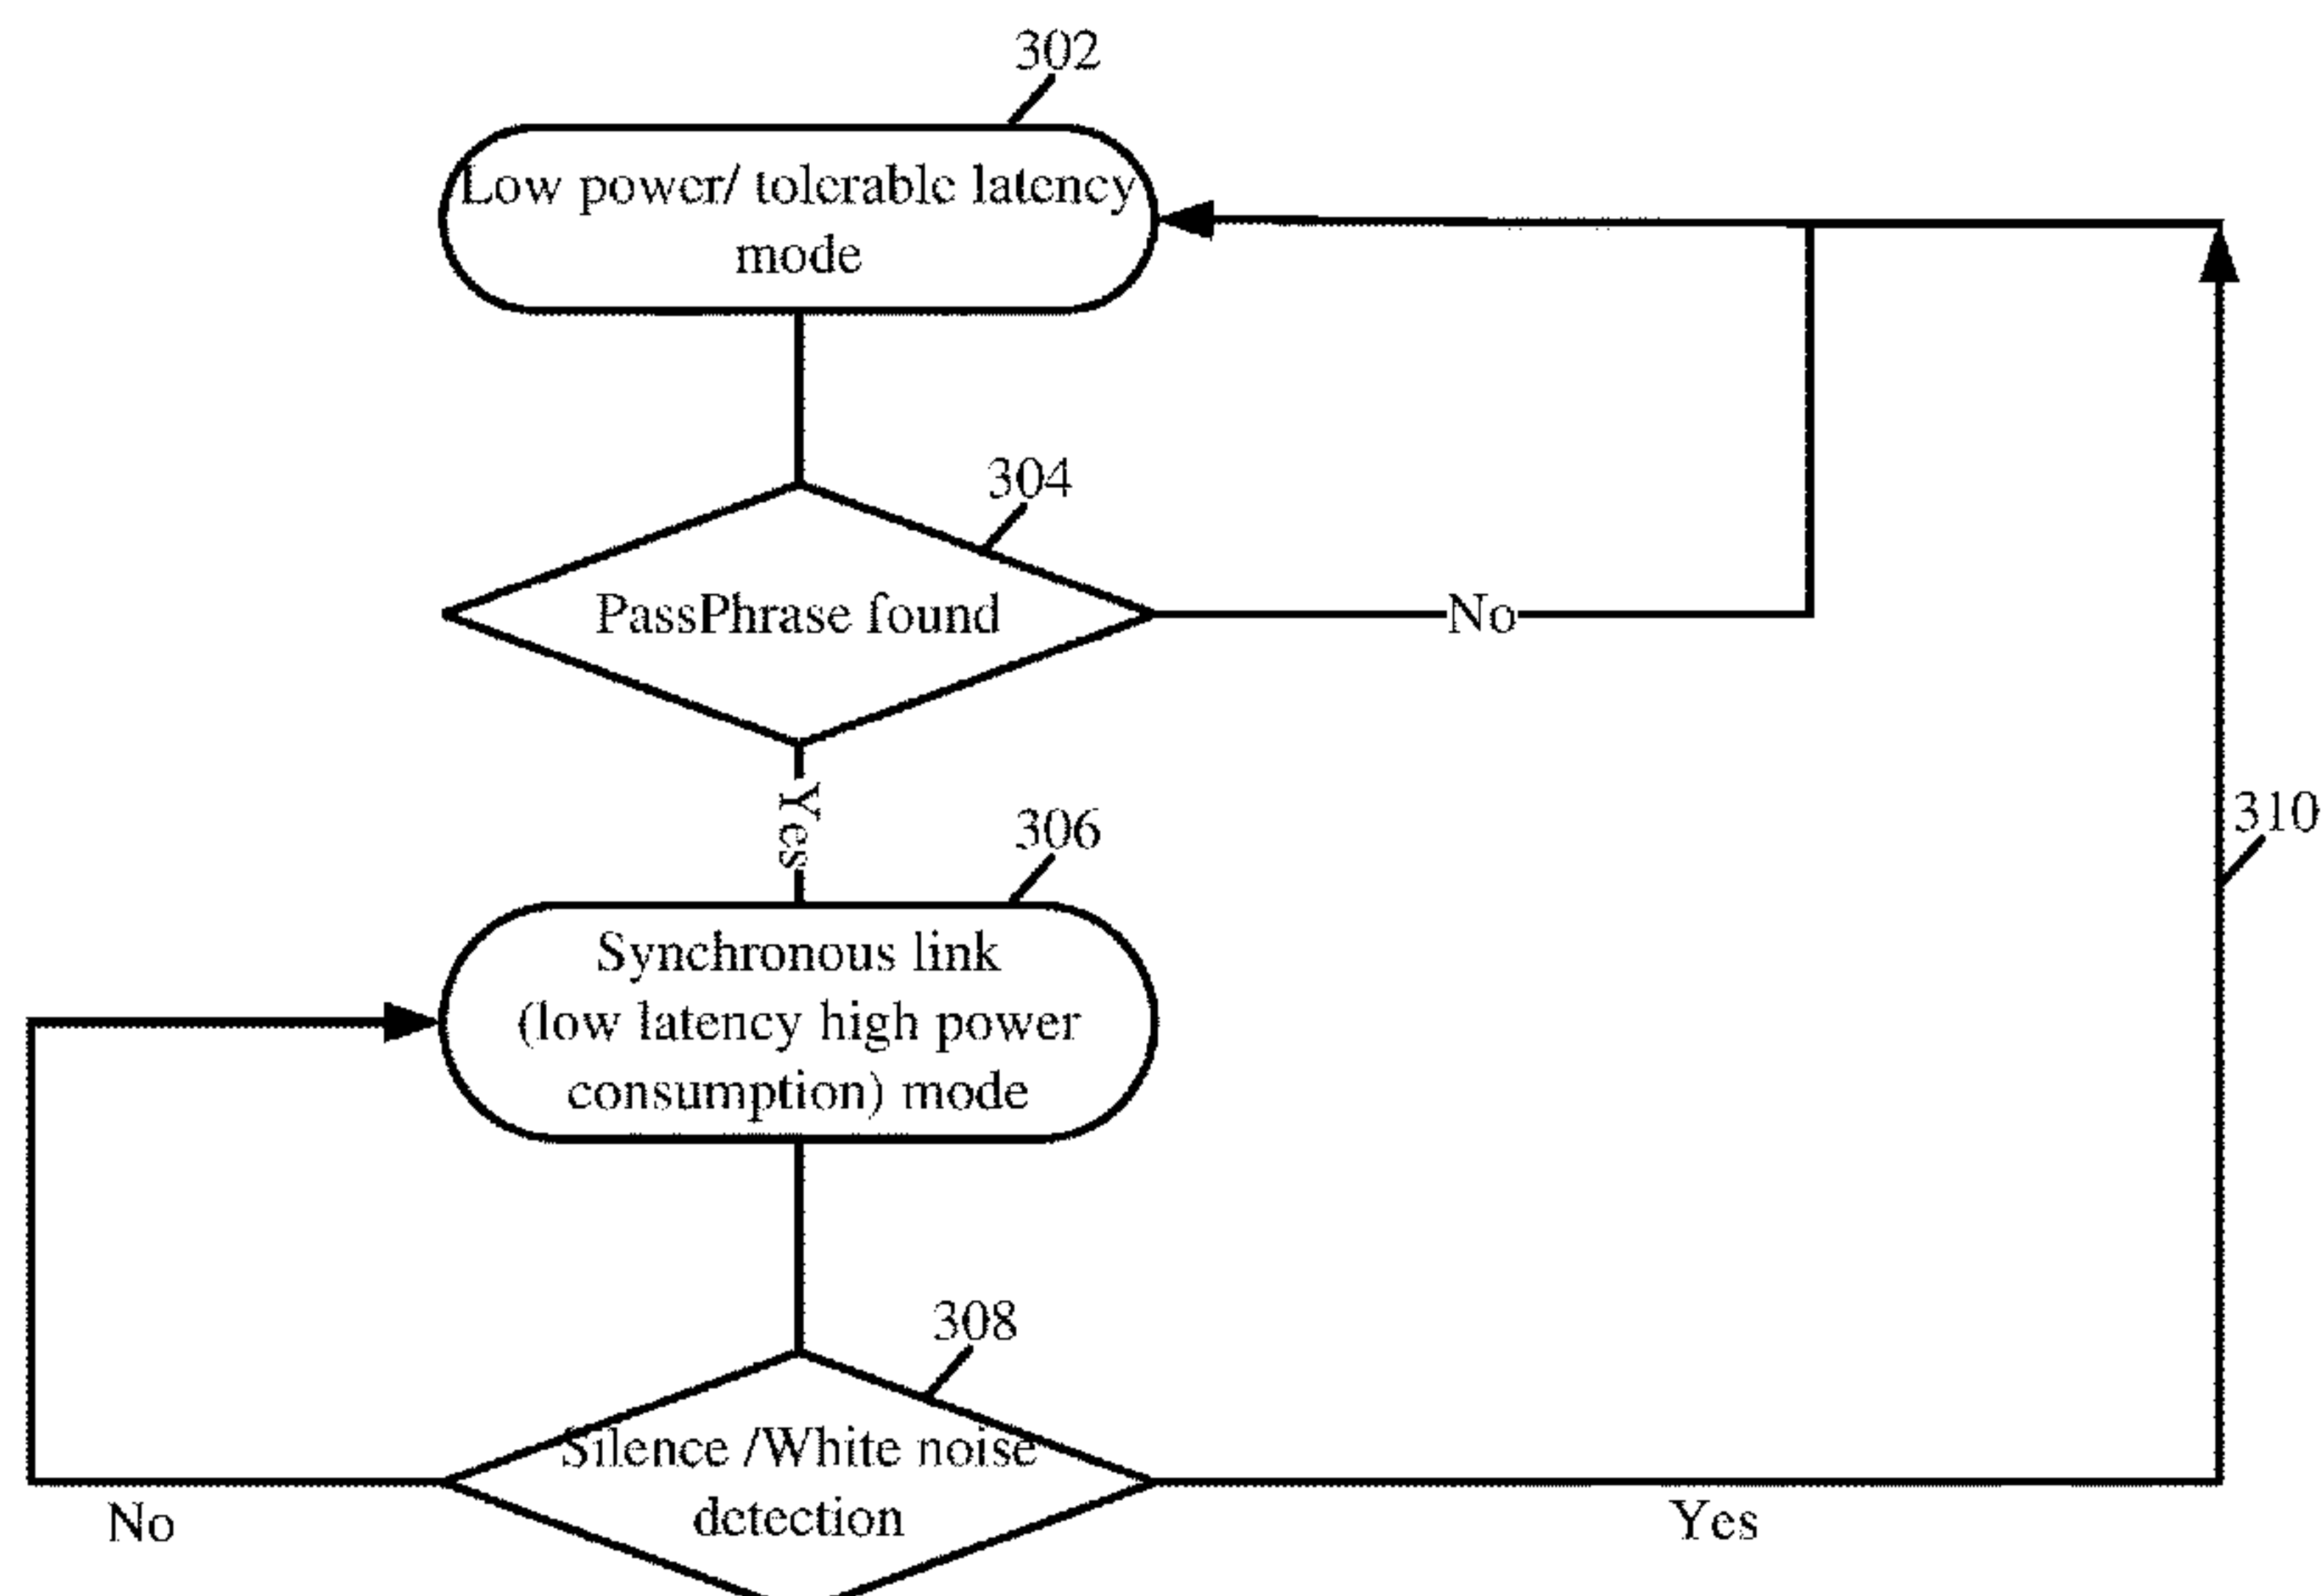 302
Low power/ tolerable latency
mode
304
PassPhrase found
No
Yes
306
310
Synchronous link
(low latency high power
consumption) mode
308
Silence /White noise
detection
No
Yes